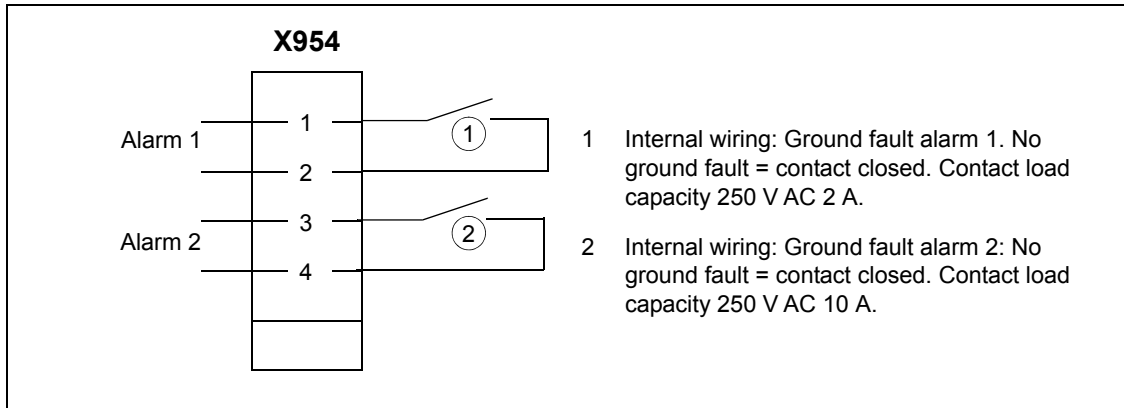 X954
Alarm 1
1
2
Alarm 2
3
4
1
2
1 Internal wiring: Ground fault alarm 1. No
ground fault = contact closed. Contact load
capacity 250 V AC 2 A.
2 Internal wiring: Ground fault alarm 2: No
ground fault = contact closed. Contact load
capacity 250 V AC 10 A.